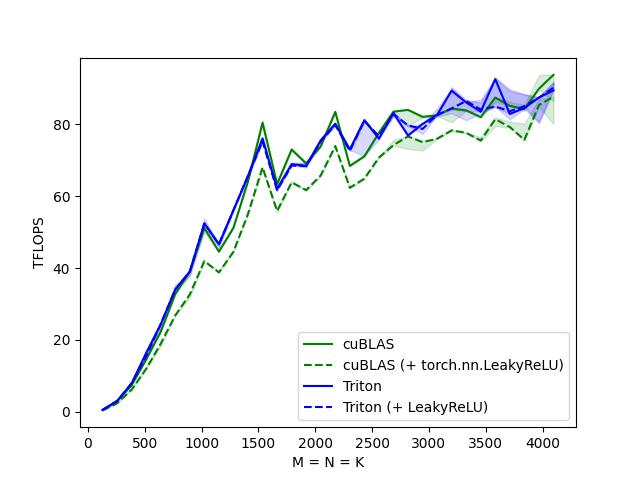 TFLOPS
80
60
40
20
0
cuBLAS
cuBLAS (+ torch.nn.LeakyReLU)
Triton
Triton (+ LeakyReLU)
0 500 1000 1500 2000 2500 3000 3500 4000
M = N = K